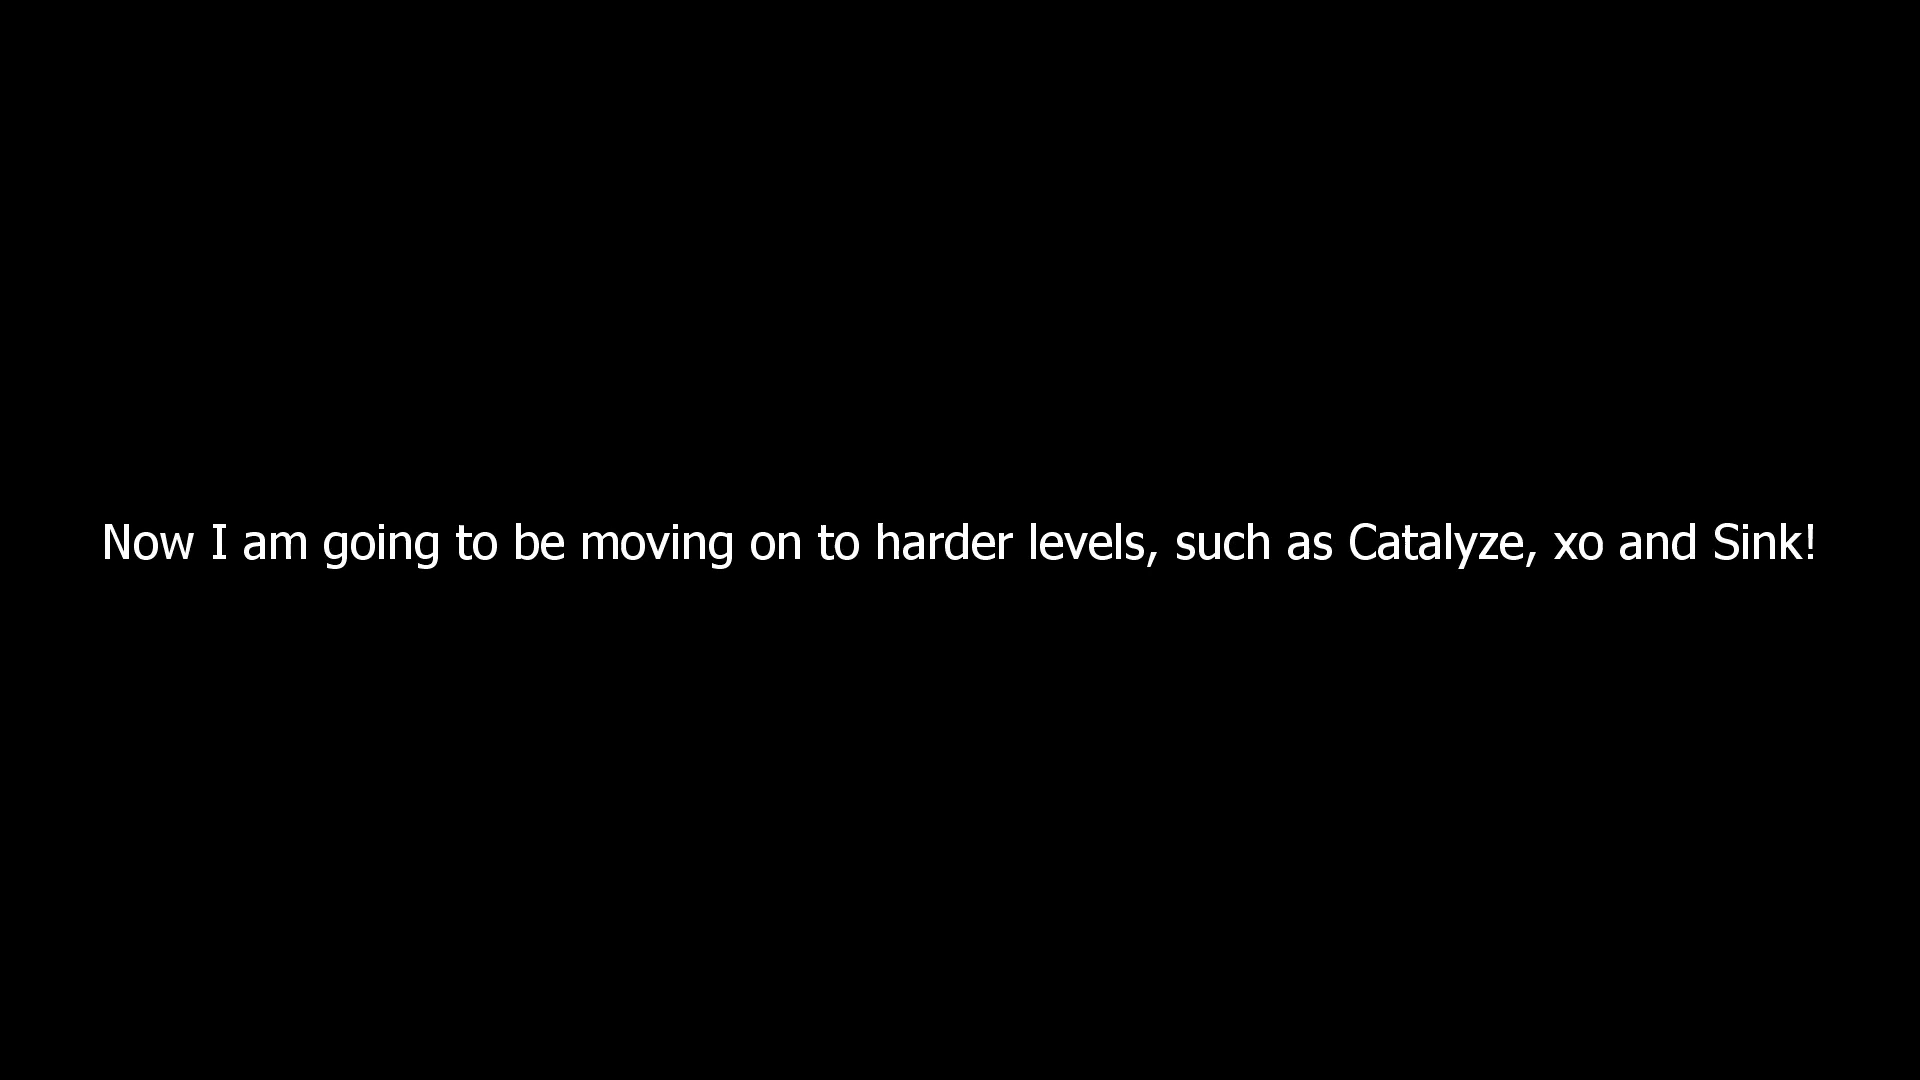 Now I am going to be moving on to harder levels, such as Catalyze, xo and Sink!